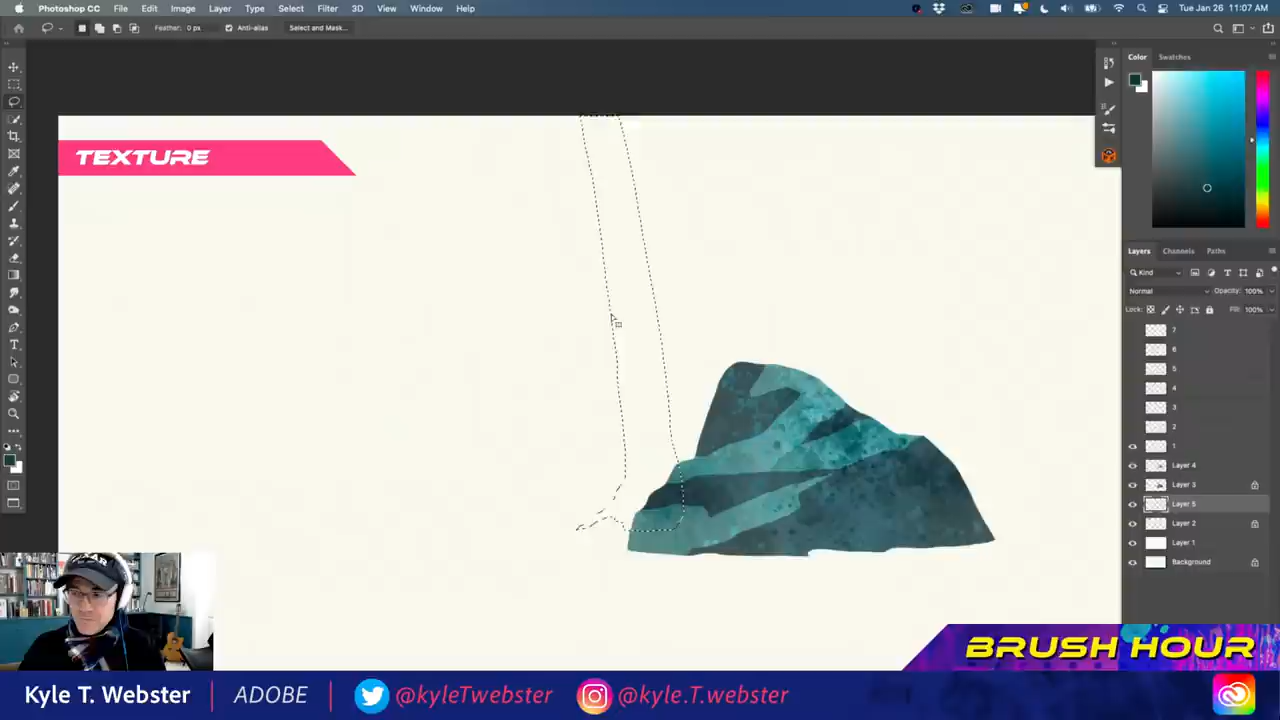 Photoshop CC File Edit Image Layer Type Select Filter 3D View Window Help Tue Jan 26 11:07 AM
Feather: 0 px Anti-alias Select and Mask...
Color Swatches
TEXTURE
Layers Channels Paths
Kind
Normal Opacity: 100%
Lock: Fill: 100%
7
6
5
4
3
2
1
Layer 4
Layer 3
Layer 5
Layer 2
Layer 1
Background
BRUSH HOUR
Kyle T. Webster | ADOBE | @kyleTwebster @kyle.T.webster